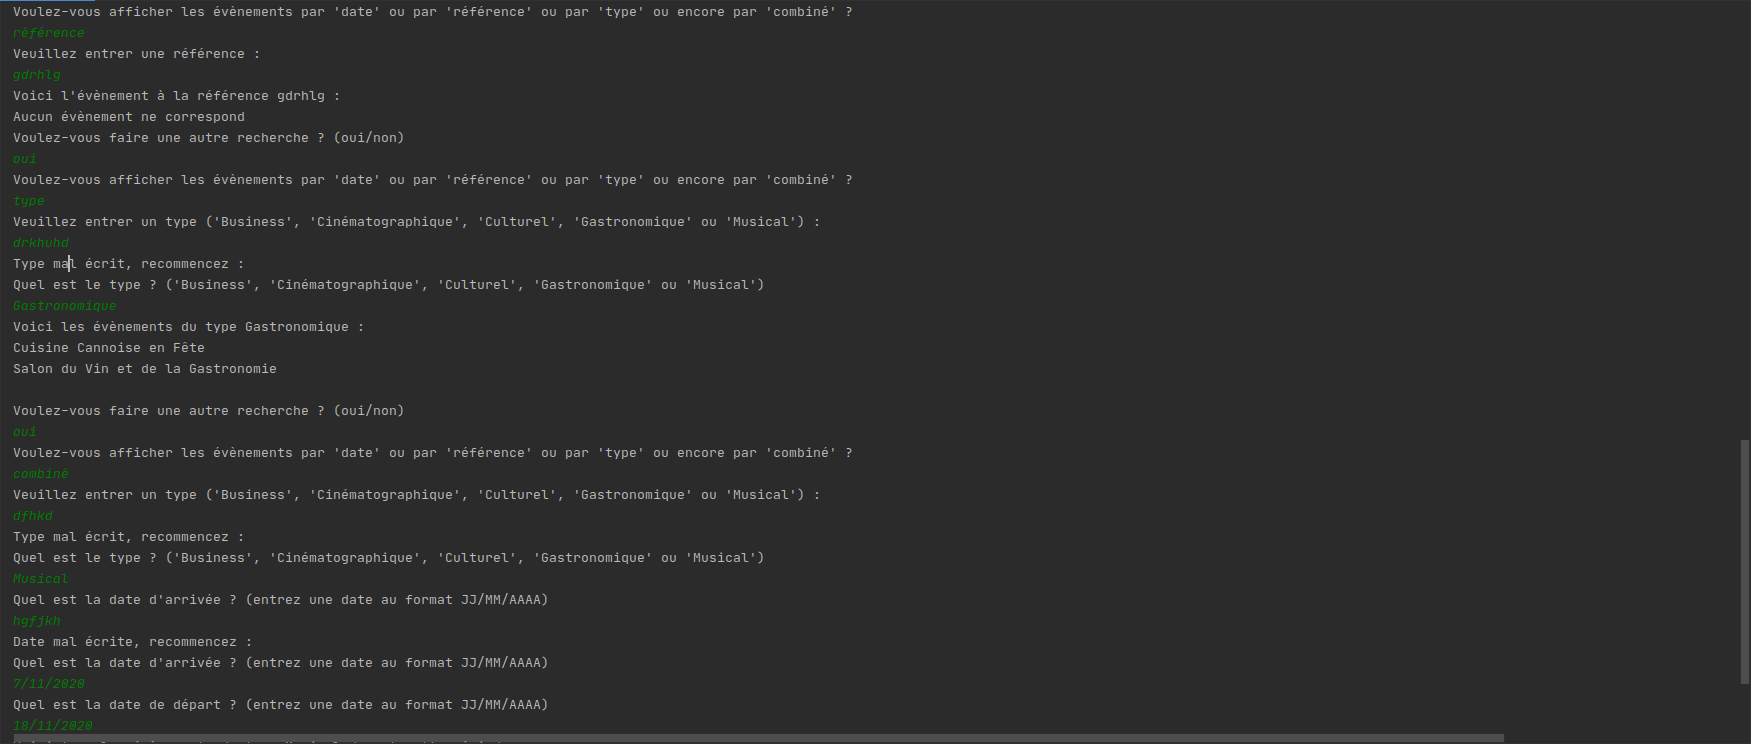 Voulez-vous afficher les évènements par 'date' ou par 'référence' ou par 'type' ou encore par 'combiné' ?
référence
Veuillez entrer une référence :
gdrhlg
Voici l'évènement à la référence gdrhlg :
Aucun évènement ne correspond
Voulez-vous faire une autre recherche ? (oui/non)
oui
Voulez-vous afficher les évènements par 'date' ou par 'référence' ou par 'type' ou encore par 'combiné' ?
type
Veuillez entrer un type ('Business', 'Cinématographique', 'Culturel', 'Gastronomique' ou 'Musical') :
drkhuhd
Type mal écrit, recommencez :
Quel est le type ? ('Business', 'Cinématographique', 'Culturel', 'Gastronomique' ou 'Musical')
Gastronomique
Voici les évènements du type Gastronomique :
Cuisine Cannoise en Fête
Salon du Vin et de la Gastronomie
Voulez-vous faire une autre recherche ? (oui/non)
oui
Voulez-vous afficher les évènements par 'date' ou par 'référence' ou par 'type' ou encore par 'combiné' ?
combiné
Veuillez entrer un type ('Business', 'Cinématographique', 'Culturel', 'Gastronomique' ou 'Musical') :
dfhkd
Type mal écrit, recommencez :
Quel est le type ? ('Business', 'Cinématographique', 'Culturel', 'Gastronomique' ou 'Musical')
Musical
Quel est la date d'arrivée ? (entrez une date au format JJ/MM/AAAA)
hgfjkh
Date mal écrite, recommencez :
Quel est la date d'arrivée ? (entrez une date au format JJ/MM/AAAA)
7/11/2020
Quel est la date de départ ? (entrez une date au format JJ/MM/AAAA)
18/11/2020